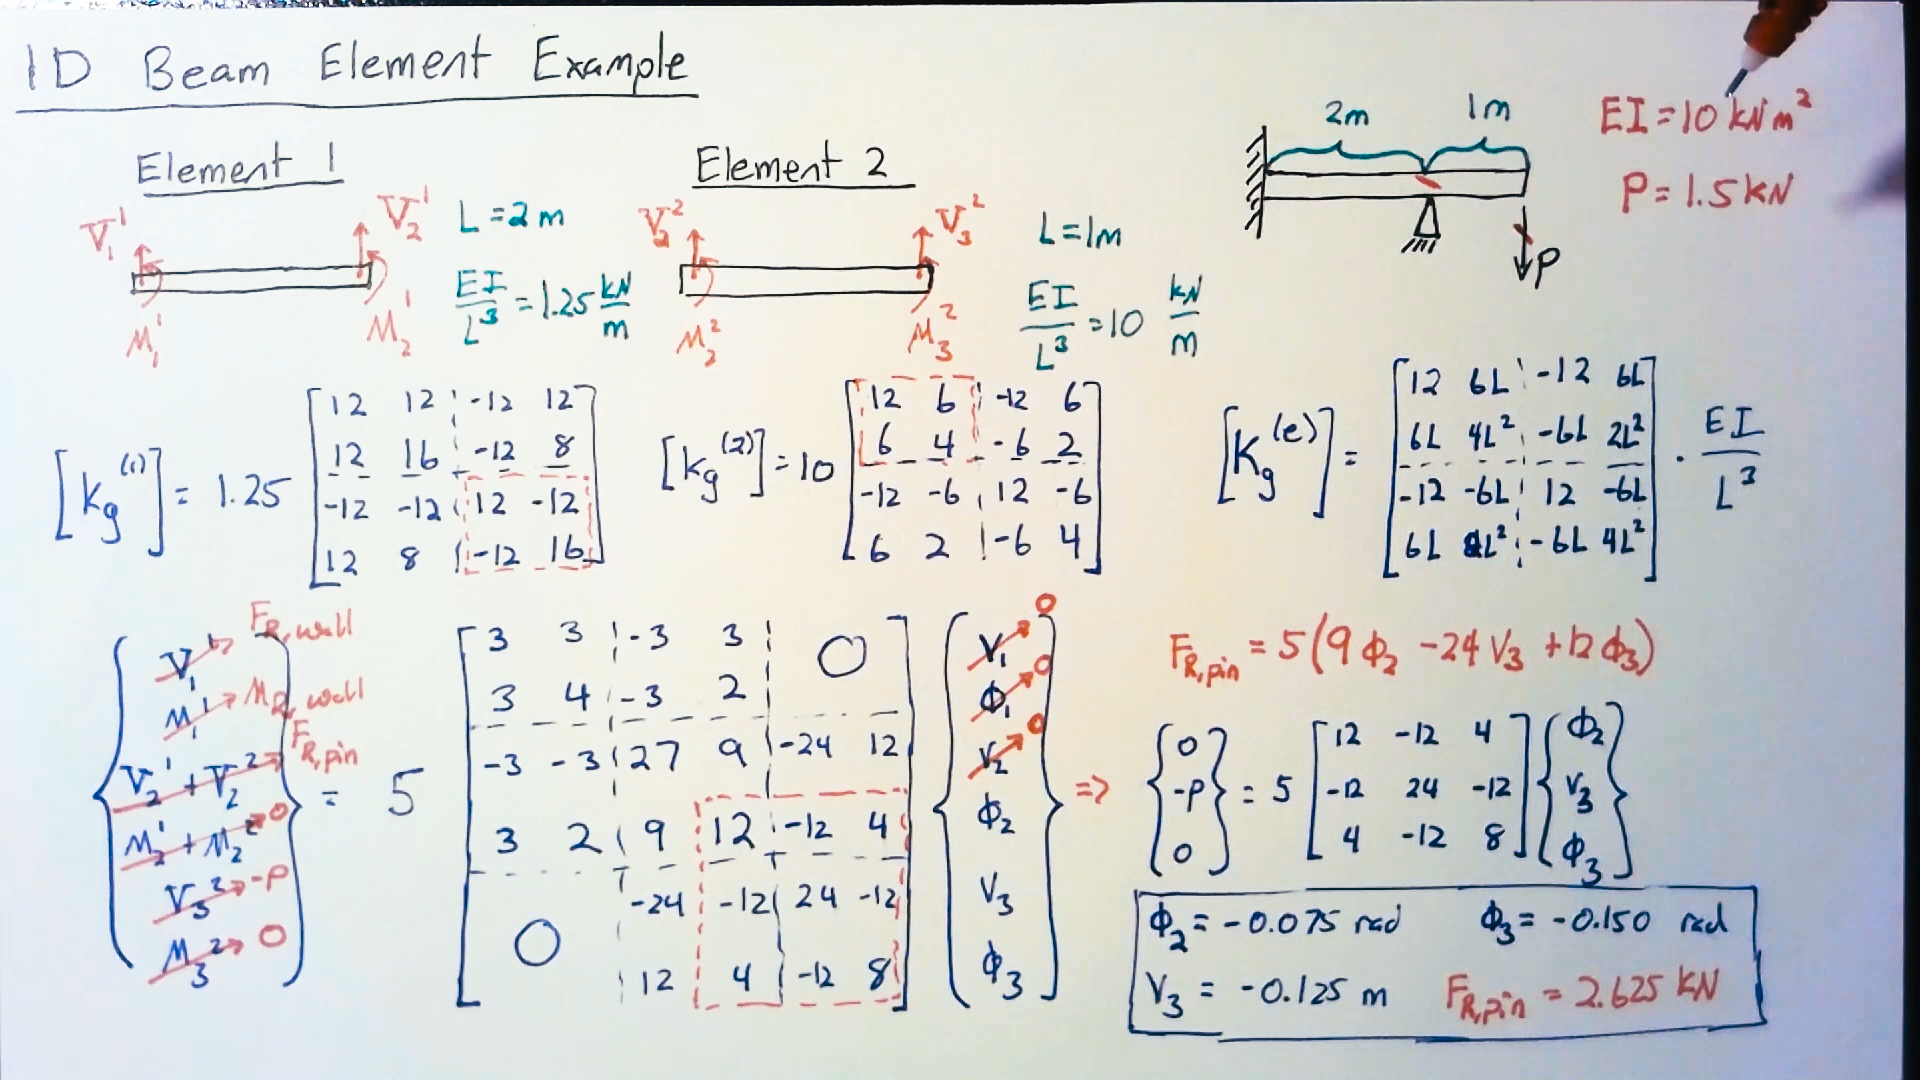 1D Beam Element Example
Element 1
V₁¹
V₂¹
M₁¹
M₂¹
L = 2 m
EI/L³ = 1.25 kN/m
Element 2
V₂²
V₃²
M₂²
M₃²
L = 1m
EI/L³ = 10 kN/m
2m
1m
P
EI = 10 kN m²
P = 1.5 kN
[kg⁽¹⁾] = 1.25
12 12 -12 12
12 16 -12 8
-12 -12 12 -12
12 8 -12 16
[kg⁽²⁾] = 10
12 6 -12 6
6 4 -6 2
-12 -6 12 -6
6 2 -6 4
[Kg⁽ᵉ⁾] =
12 6L -12 6L
6L 4L² -6L 2L²
-12 -6L 12 -6L
6L 2L² -6L 4L²
· EI/L³
V₁¹ → F_R,wall
M₁¹ → M_R,wall
V₂¹ + V₂² → F_R,pin
M₂¹ + M₂² → 0
V₃² → -P
M₃² → 0
= 5
3 3 -3 3 0
3 4 -3 2
-3 -3 27 9 -24 12
3 2 9 12 -12 4
0 -24 -12 24 -12
12 4 -12 8
V₁ → 0
ϕ₁ → 0
V₂ → 0
ϕ₂
V₃
ϕ₃
=>
F_R,pin = 5(9ϕ₂ - 24V₃ + 12ϕ₃)
0
-P
0
= 5
12 -12 4
-12 24 -12
4 -12 8
ϕ₂
V₃
ϕ₃
ϕ₂ = -0.075 rad ϕ₃ = -0.150 rad
V₃ = -0.125 m F_R,pin = 2.625 kN